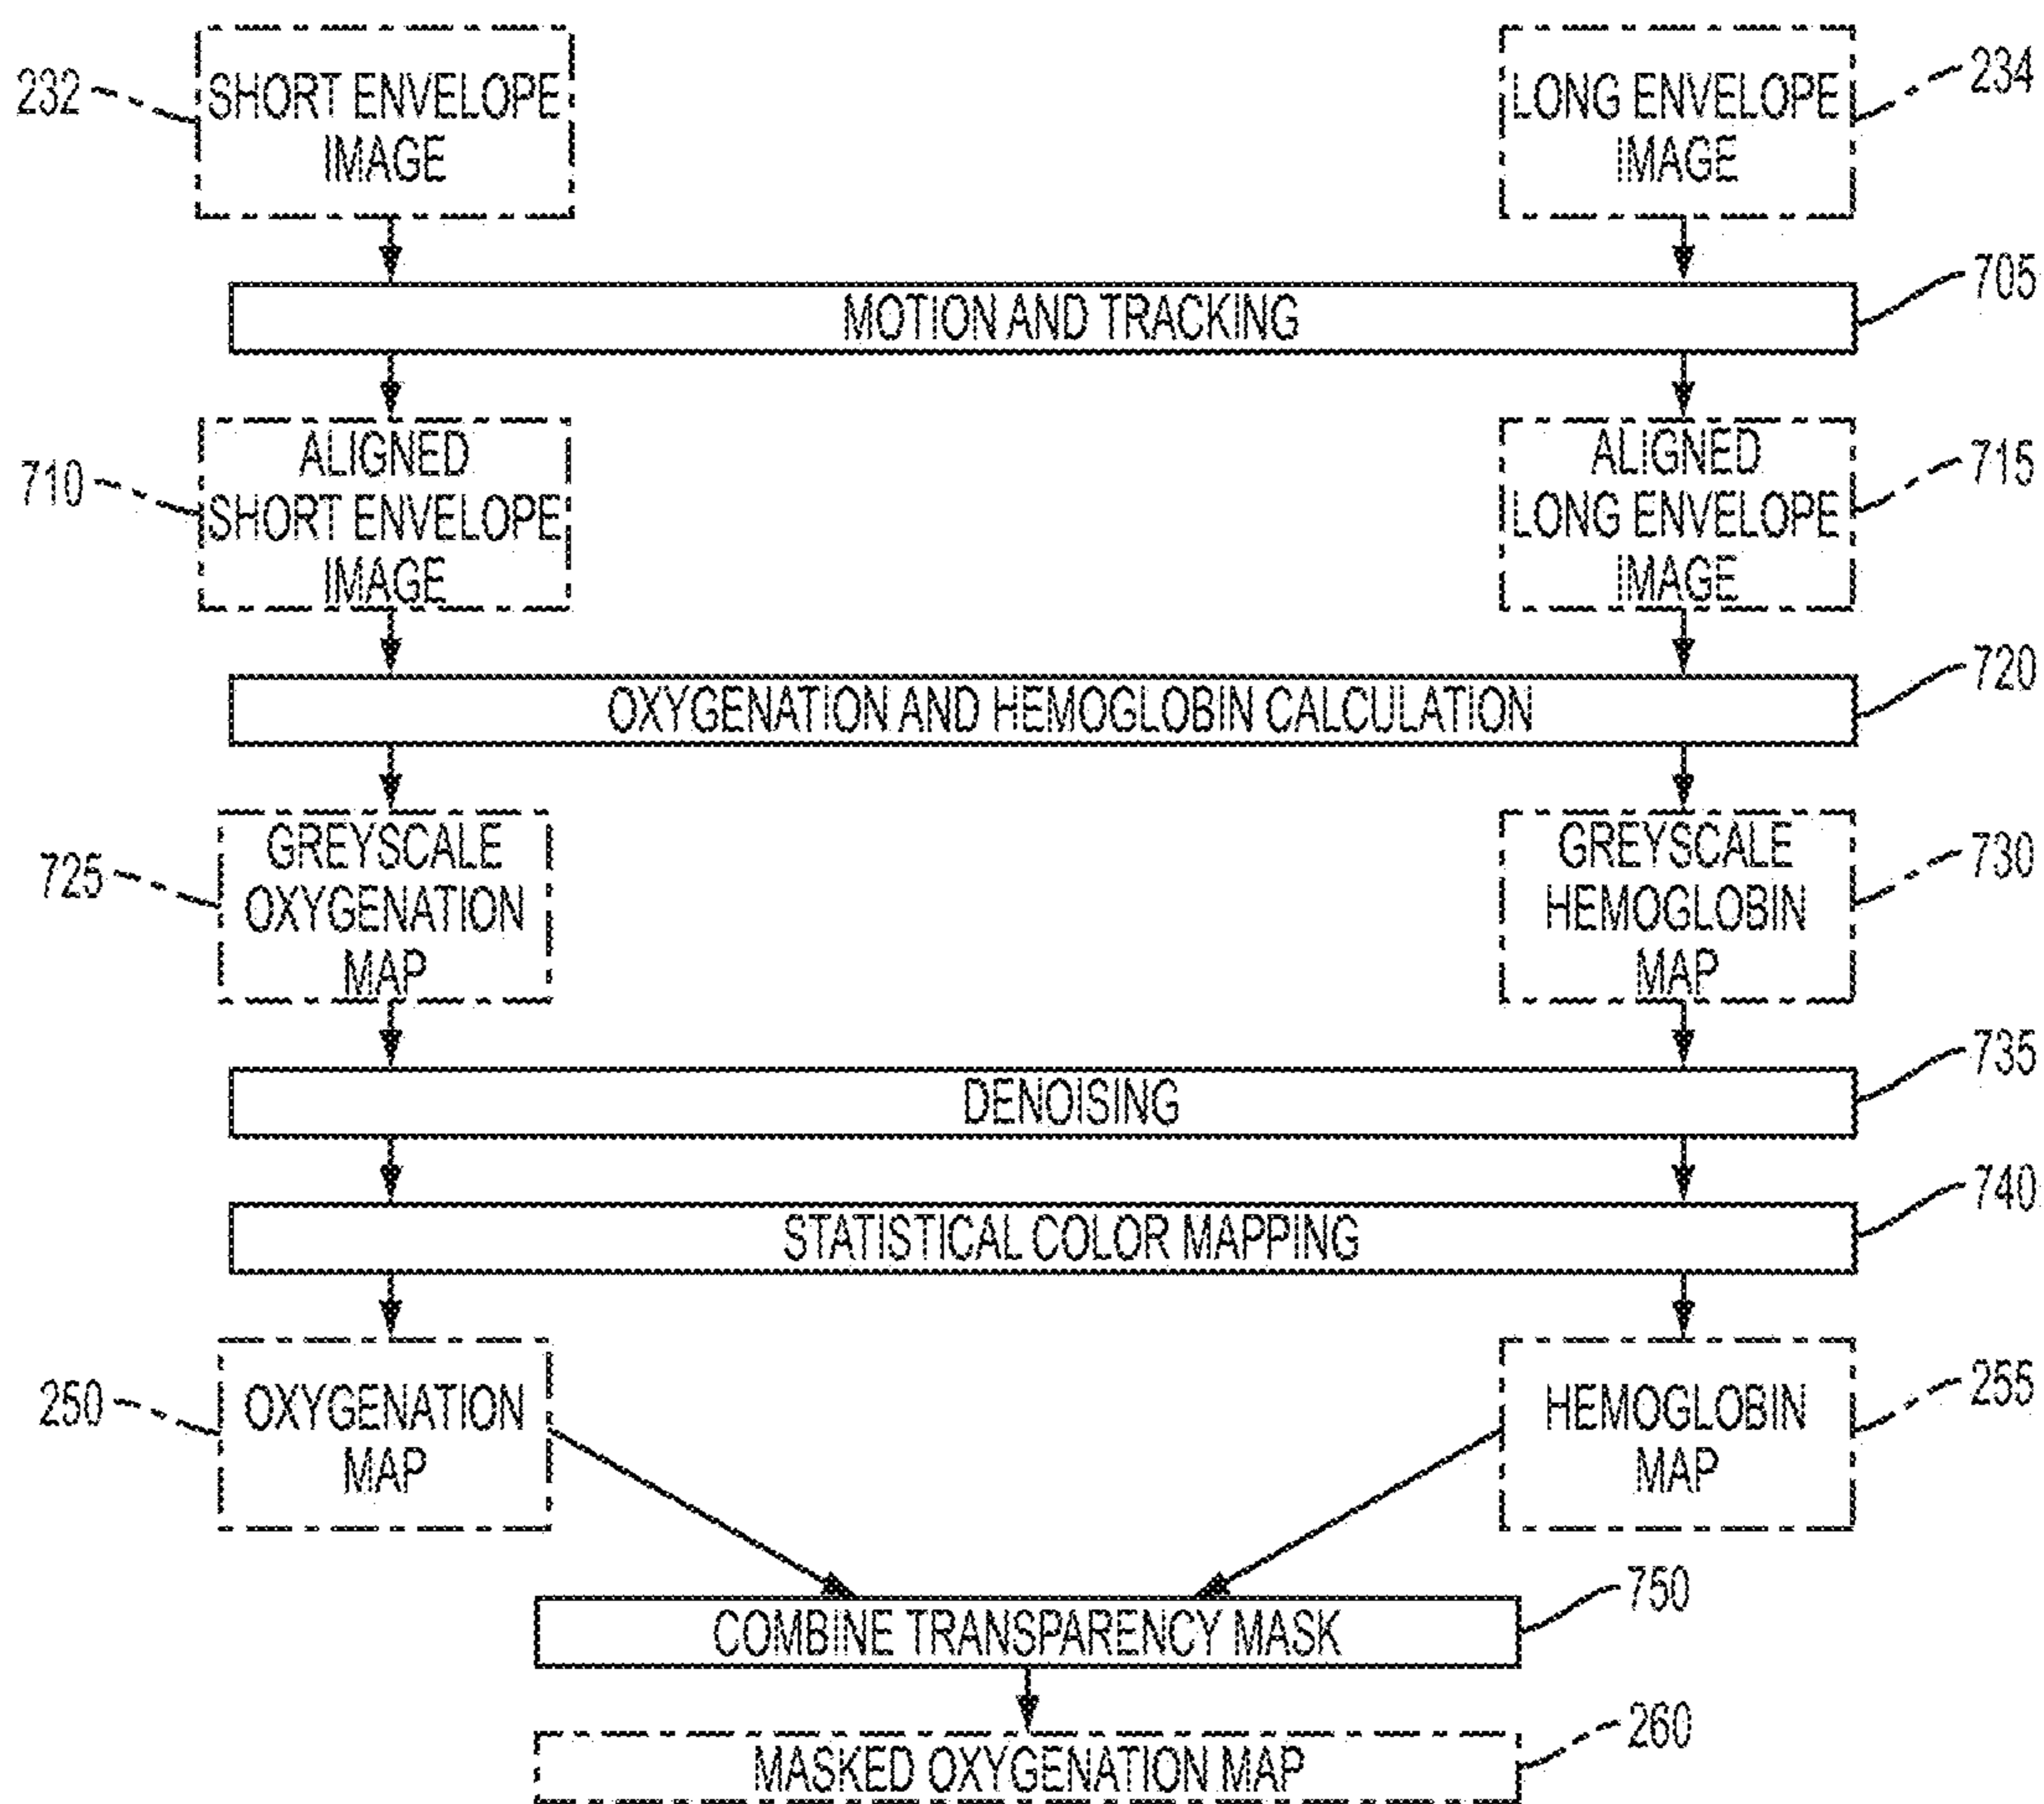 232
SHORT ENVELOPE
IMAGE
LONG ENVELOPE
IMAGE
234
MOTION AND TRACKING
705
710
ALIGNED
SHORT ENVELOPE
IMAGE
ALIGNED
LONG ENVELOPE
IMAGE
715
OXYGENATION AND HEMOGLOBIN CALCULATION
720
725
GREYSCALE
OXYGENATION
MAP
GREYSCALE
HEMOGLOBIN
MAP
730
DENOISING
735
STATISTICAL COLOR MAPPING
740
250
OXYGENATION
MAP
HEMOGLOBIN
MAP
255
COMBINE TRANSPARENCY MASK
750
MASKED OXYGENATION MAP
260